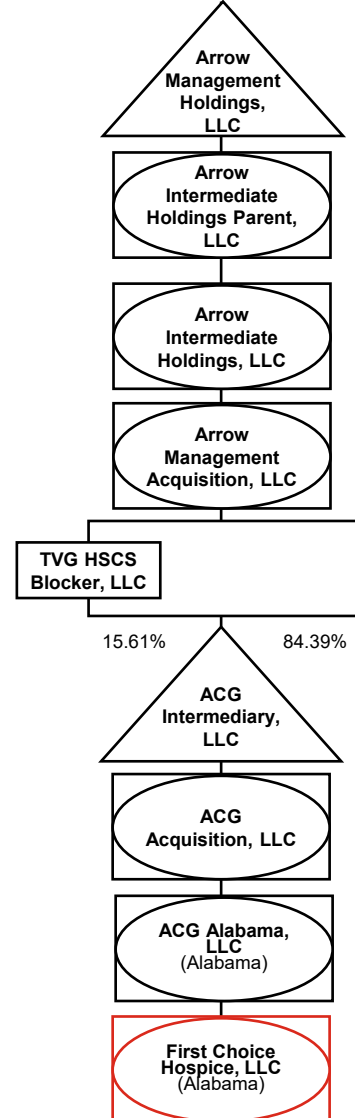 Arrow
Management
Holdings,
LLC
Arrow
Intermediate
Holdings Parent,
LLC
Arrow
Intermediate
Holdings, LLC
Arrow
Management
Acquisition, LLC
TVG HSCS
Blocker, LLC
15.61%
84.39%
ACG
Intermediary,
LLC
ACG
Acquisition, LLC
ACG Alabama,
LLC
(Alabama)
First Choice
Hospice, LLC
(Alabama)